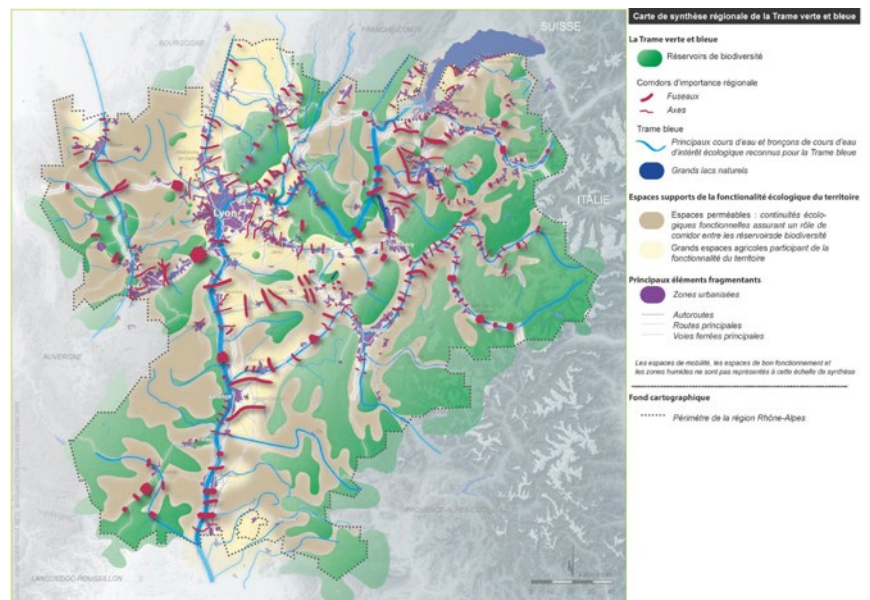 Carte de synthèse régionale de la Trame verte et bleue
La Trame verte et bleue
Réservoirs de biodiversité
Corridors d'importance régionale
Fuseaux
Axes
Trame bleue
Principaux cours d'eau et tronçons de cours d'eau
d'intérêt écologique reconnus pour la Trame bleue
Grands lacs naturels
Espaces supports de la fonctionalité écologique du territoire
Espaces perméables : continuités écolo-
giques fonctionnelles assurant un rôle de
corridor entre les réservoirsde biodiversité
Grands espaces agricoles participant de la
fonctionnalité du territoire
Principaux éléments fragmentants
Zones urbanisées
Autoroutes
Routes principales
Voies ferrées principales
Les espaces de mobilité, les espaces de bon fonctionnement et
les zones humides ne sont pas représentés à cette échelle de synthèse
Fond cartographique
Périmètre de la région Rhône-Alpes
SUISSE
FRANCHE-COMTÉ
BOURGOGNE
ITALIE
Lyon
AUVERGNE
LANGUEDOC-ROUSSILLON